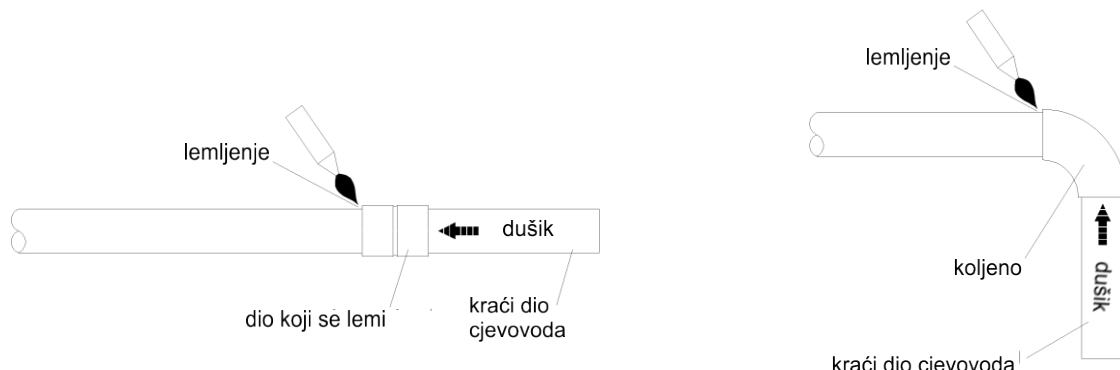 lemljenje
dušik
dio koji se lemi
kraći dio
cjevovoda
lemljenje
koljeno
dušik
kraći dio cjevovoda